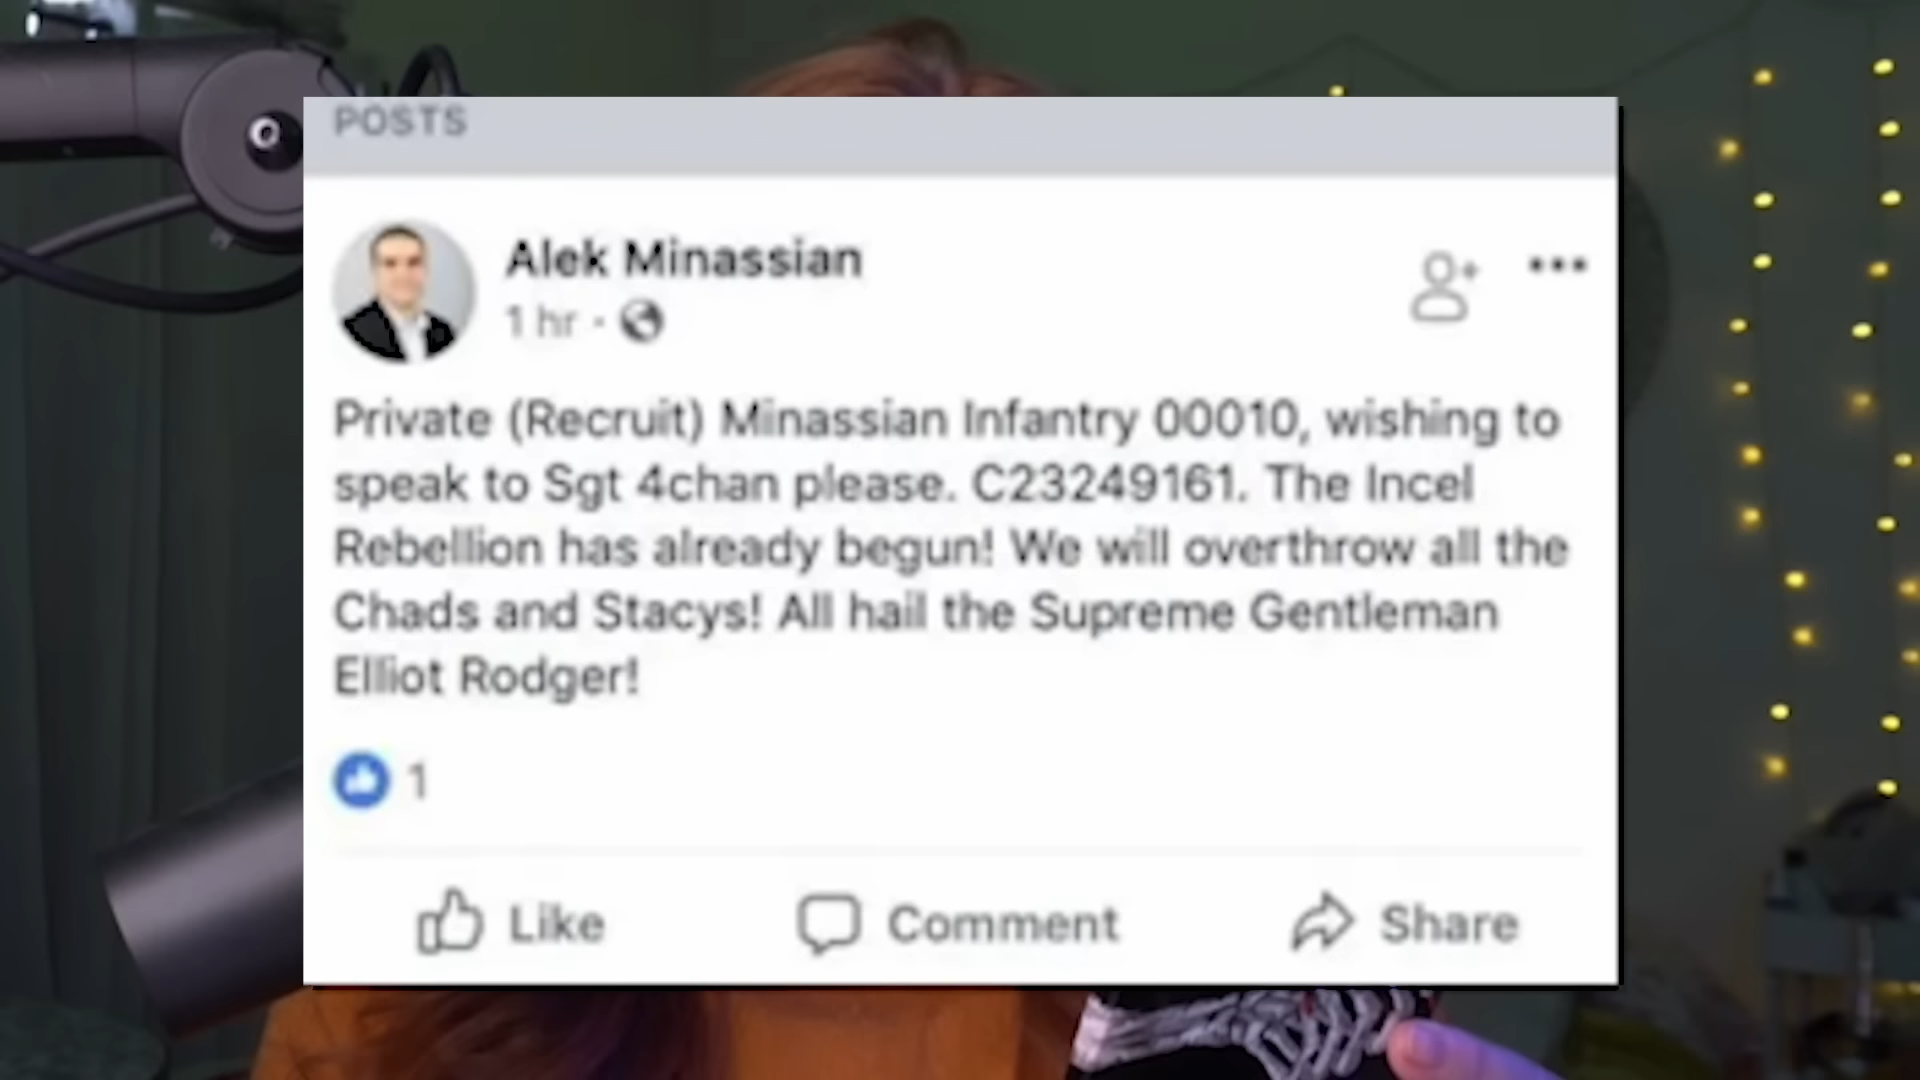 POSTS
Alek Minassian
1 hr ·
Private (Recruit) Minassian Infantry 00010, wishing to
speak to Sgt 4chan please. C23249161. The Incel
Rebellion has already begun! We will overthrow all the
Chads and Stacys! All hail the Supreme Gentleman
Elliot Rodger!
1
Like Comment Share